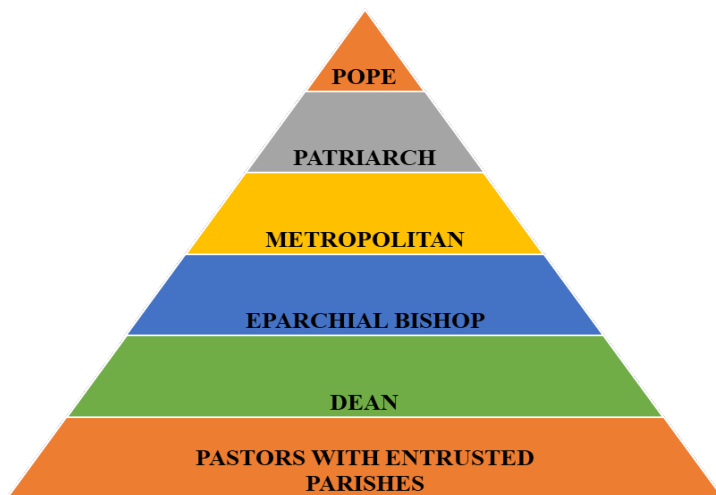 POPE
PATRIARCH
METROPOLITAN
EPARCHIAL BISHOP
DEAN
PASTORS WITH ENTRUSTED
PARISHES